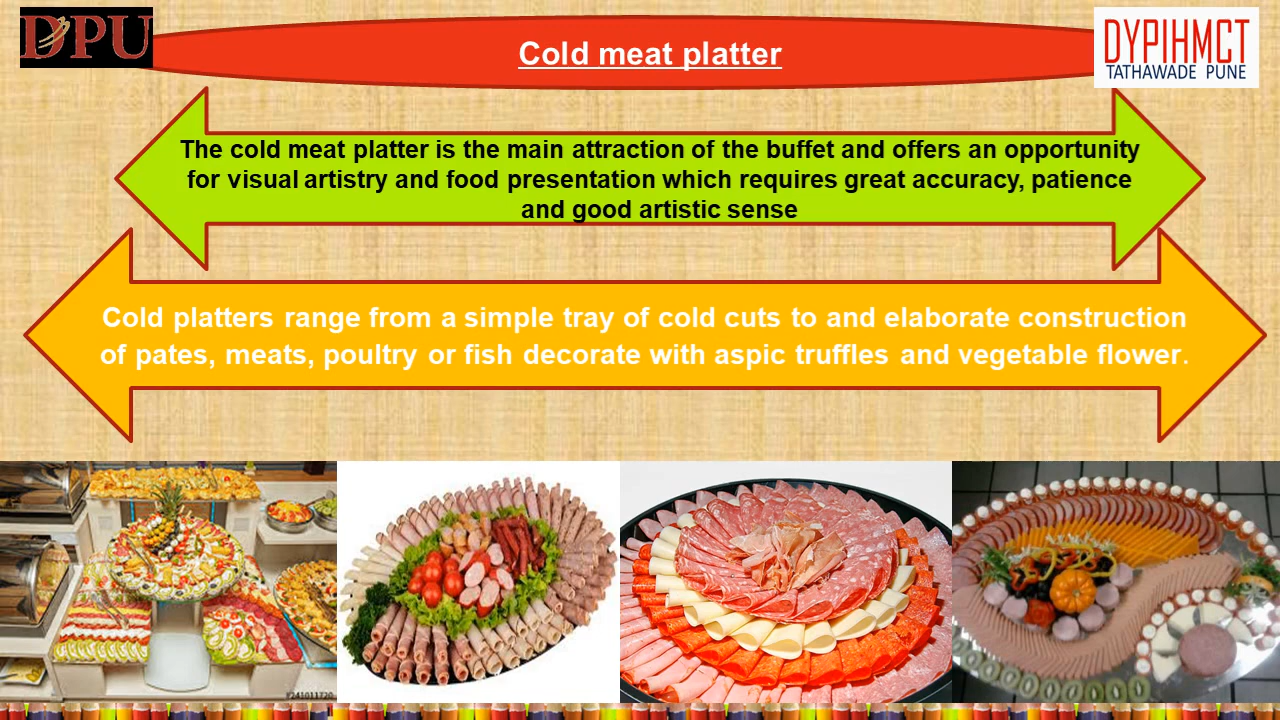 DPU
Cold meat platter
DYPIHMCT
TATHAWADE PUNE
The cold meat platter is the main attraction of the buffet and offers an opportunity
for visual artistry and food presentation which requires great accuracy, patience
and good artistic sense
Cold platters range from a simple tray of cold cuts to and elaborate construction
of pates, meats, poultry or fish decorate with aspic truffles and vegetable flower.
#241011720